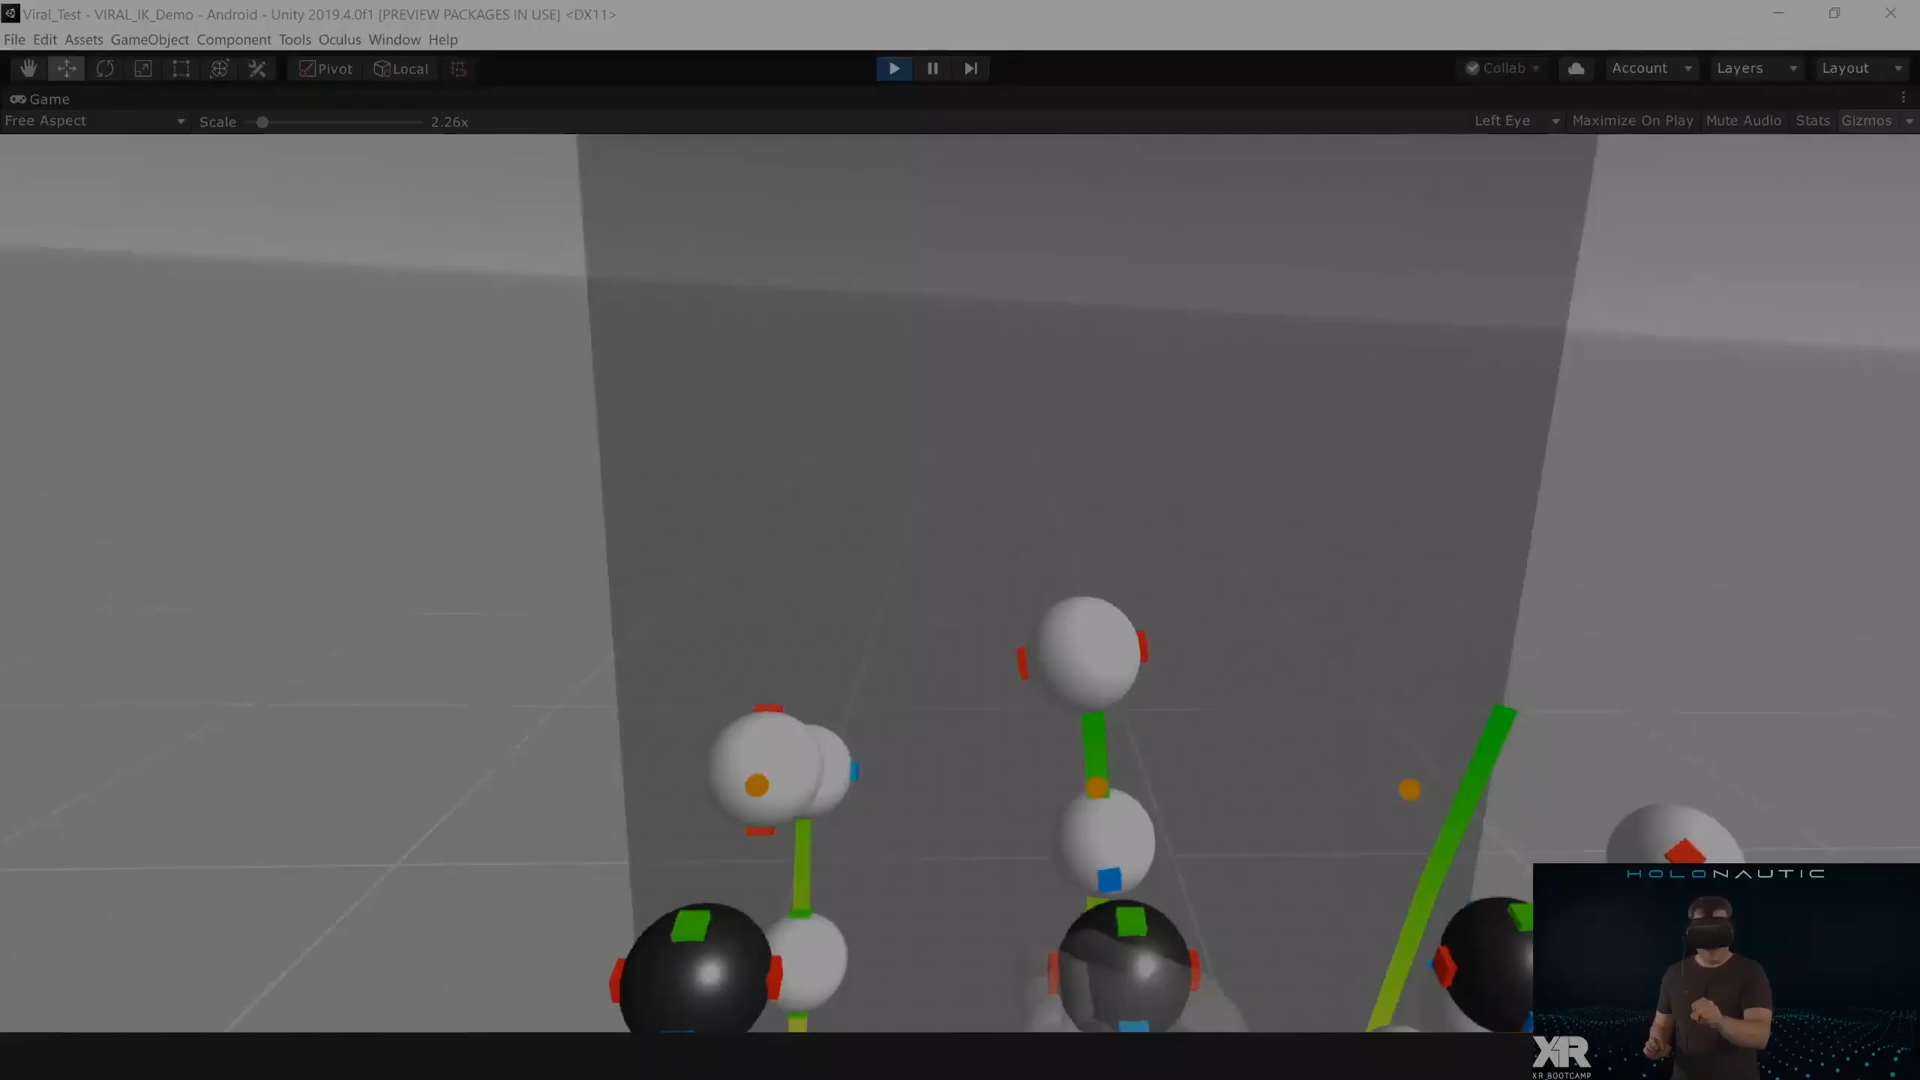 Viral_Test - VIRAL_IK_Demo - Android - Unity 2019.4.0f1 [PREVIEW PACKAGES IN USE] <DX11>
File Edit Assets GameObject Component Tools Oculus Window Help
Pivot Local Collab Account Layers Layout
Game
Free Aspect Scale 2.26x Left Eye Maximize On Play Mute Audio Stats Gizmos
HOLONAUTIC
XR
XR BOOTCAMP